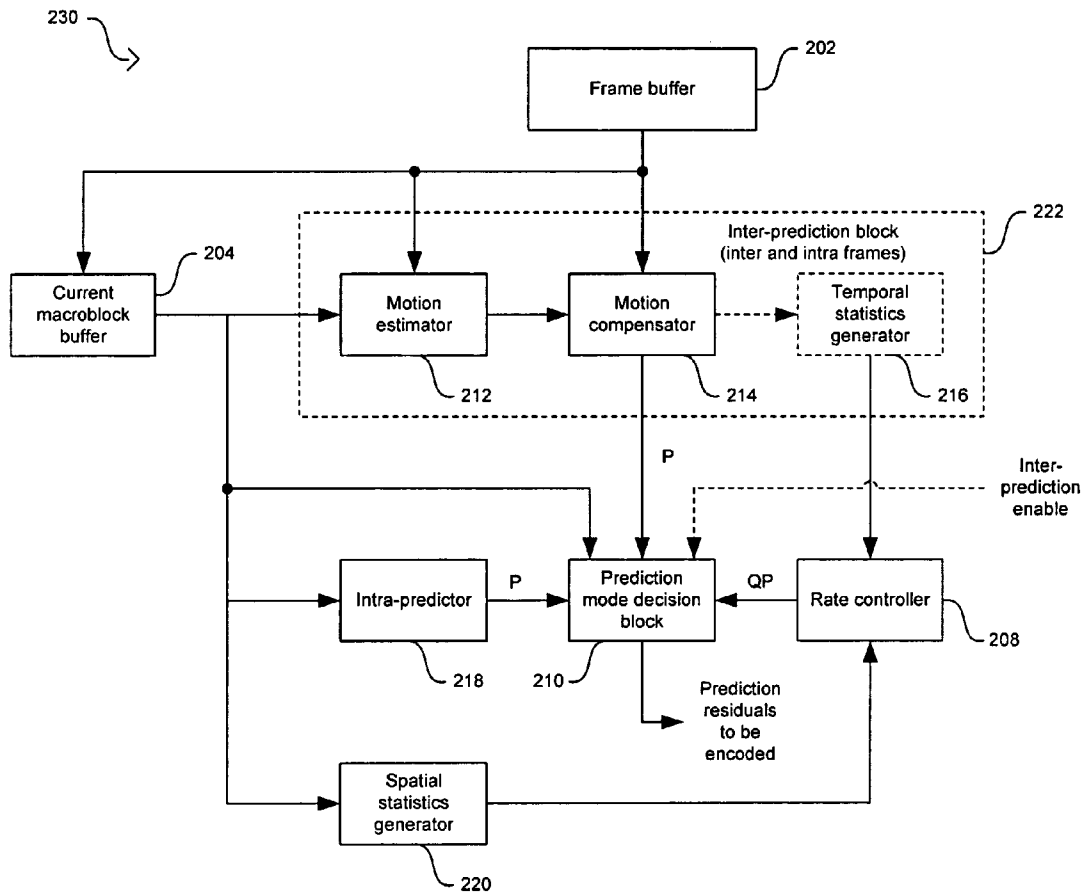 230
202
Frame buffer
222
Inter-prediction block
(inter and intra frames)
204
Current
macroblock
buffer
Motion
estimator
Motion
compensator
Temporal
statistics
generator
212
214
216
P
Inter-
prediction
enable
Intra-predictor
P
Prediction
mode decision
block
QP
Rate controller
208
218
210
Prediction
residuals
to be
encoded
Spatial
statistics
generator
220